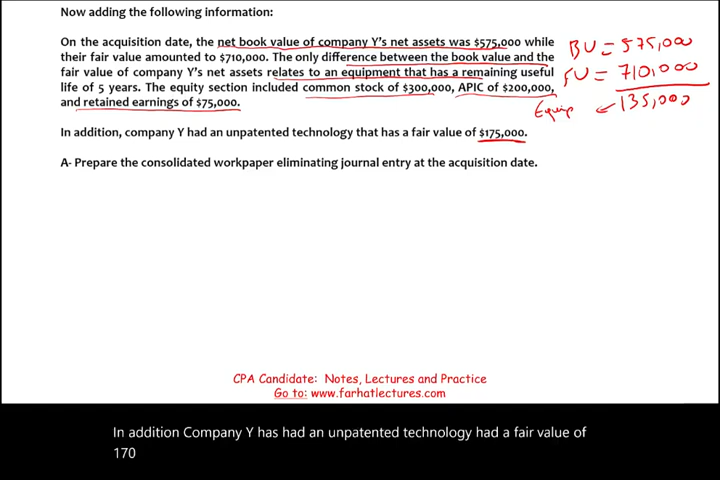 Now adding the following information:
On the acquisition date, the net book value of company Y's net assets was $575,000 while
their fair value amounted to $710,000. The only difference between the book value and the
fair value of company Y's net assets relates to an equipment that has a remaining useful
life of 5 years. The equity section included common stock of $300,000, APIC of $200,000,
and retained earnings of $75,000.
BV = 575,000
FV = 710,000
Equip ← 135,000
In addition, company Y had an unpatented technology that has a fair value of $175,000.
A- Prepare the consolidated workpaper eliminating journal entry at the acquisition date.
CPA Candidate: Notes, Lectures and Practice
Go to: www.farhatlectures.com
In addition Company Y has had an unpatented technology had a fair value of
170